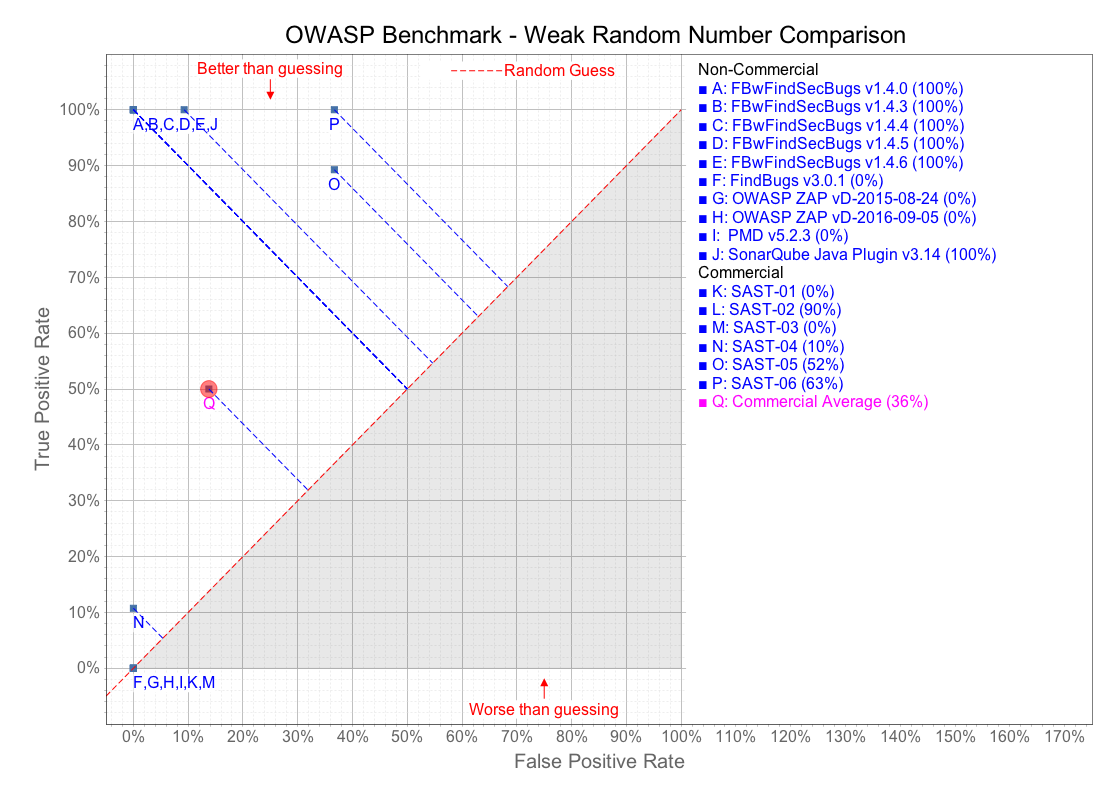 OWASP Benchmark - Weak Random Number Comparison
Better than guessing
Random Guess
Non-Commercial
A: FBwFindSecBugs v1.4.0 (100%)
B: FBwFindSecBugs v1.4.3 (100%)
C: FBwFindSecBugs v1.4.4 (100%)
D: FBwFindSecBugs v1.4.5 (100%)
E: FBwFindSecBugs v1.4.6 (100%)
F: FindBugs v3.0.1 (0%)
G: OWASP ZAP vD-2015-08-24 (0%)
H: OWASP ZAP vD-2016-09-05 (0%)
I: PMD v5.2.3 (0%)
J: SonarQube Java Plugin v3.14 (100%)
Commercial
K: SAST-01 (0%)
L: SAST-02 (90%)
M: SAST-03 (0%)
N: SAST-04 (10%)
O: SAST-05 (52%)
P: SAST-06 (63%)
Q: Commercial Average (36%)
True Positive Rate
100%
90%
80%
70%
60%
50%
40%
30%
20%
10%
0%
A,B,C,D,E,J
P
O
Q
N
F,G,H,I,K,M
Worse than guessing
0% 10% 20% 30% 40% 50% 60% 70% 80% 90% 100% 110% 120% 130% 140% 150% 160% 170%
False Positive Rate